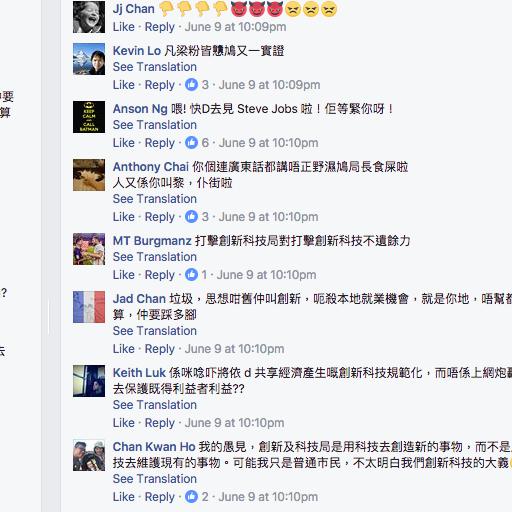 Jj Chan 👇👇👇👇👿👿👿😠😠😠
Like · Reply · June 9 at 10:09pm
Kevin Lo 凡梁粉皆戇鳩又一實證
See Translation
Like · Reply · 3 · June 9 at 10:09pm
要
算
Anson Ng 喂! 快D去見 Steve Jobs 啦！佢等緊你呀！
See Translation
Like · Reply · 6 · June 9 at 10:10pm
KEEP CALM AND CALL BATMAN
Anthony Chai 你個連廣東話都講唔正野濕鳩局長食屎啦
人又係你叫黎，仆街啦
See Translation
Like · Reply · 3 · June 9 at 10:10pm
MT Burgmanz 打擊創新科技局對打擊創新科技不遺餘力
See Translation
Like · Reply · 1 · June 9 at 10:10pm
?
Jad Chan 垃圾，思想咁舊仲叫創新，呃殺本地就業機會，就是你地，唔幫都
算，仲要踩多腳
See Translation
Like · Reply · June 9 at 10:10pm
去
Keith Luk 係咪唸吓將依 d 共享經濟產生嘅創新科技規範化，而唔係上網炮
去保護既得利益者利益??
See Translation
Like · Reply · June 9 at 10:10pm
Chan Kwan Ho 我的愚見，創新及科技局是用科技去創造新的事物，而不是
技去維護現有的事物。可能我只是普通市民，不太明白我們創新科技的大義
See Translation
Like · Reply · 2 · June 9 at 10:10pm